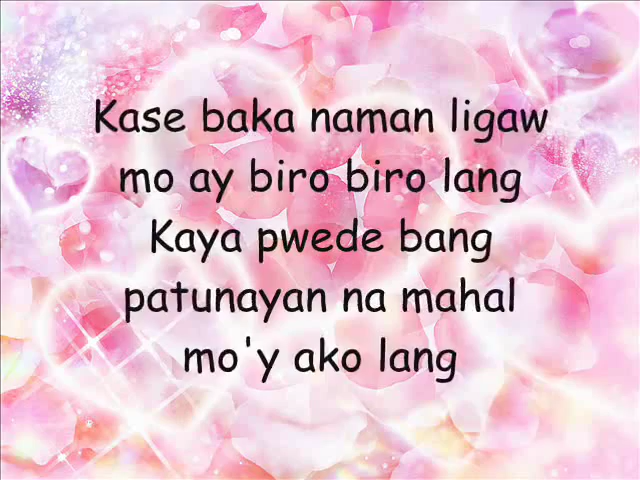 Kase baka naman ligaw
mo ay biro biro lang
Kaya pwede bang
patunayan na mahal
mo'y ako lang